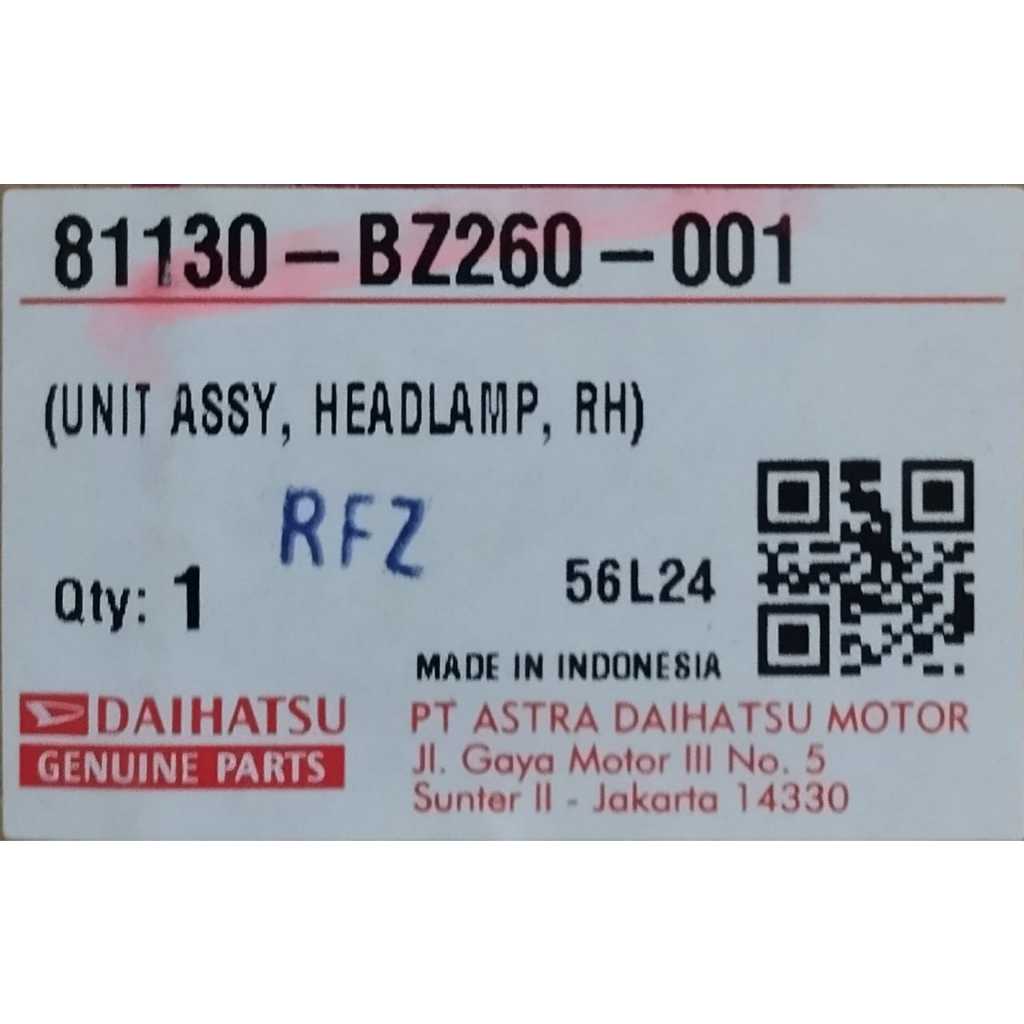 81130-BZ260-001
(UNIT ASSY, HEADLAMP, RH)
RFZ
Qty: 1
56L24
MADE IN INDONESIA
DAIHATSU
GENUINE PARTS
PT ASTRA DAIHATSU MOTOR
Jl. Gaya Motor III No. 5
Sunter II - Jakarta 14330